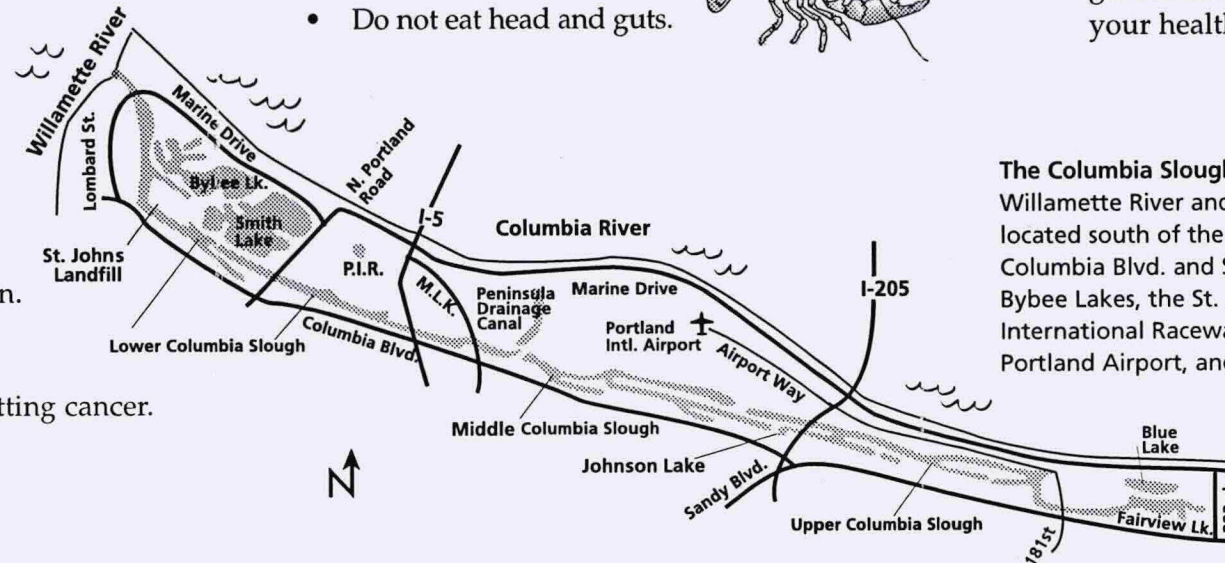 • Do not eat head and guts.
your health
Willamette River
Lombard St.
Marine Drive
Bybee Lk.
Smith
Lake
N. Portland
Road
I-5
St. Johns
Landfill
P.I.R.
M.L.K.
Columbia River
Peninsula
Drainage
Canal
Marine Drive
I-205
Portland
Intl. Airport
Airport Way
Lower Columbia Slough
Columbia Blvd.
Middle Columbia Slough
Johnson Lake
Sandy Blvd.
Upper Columbia Slough
181st
Blue
Lake
Fairview Lk.
N
n.
tting cancer.
The Columbia Slough
Willamette River and
located south of the
Columbia Blvd. and S
Bybee Lakes, the St.
International Racewa
Portland Airport, and